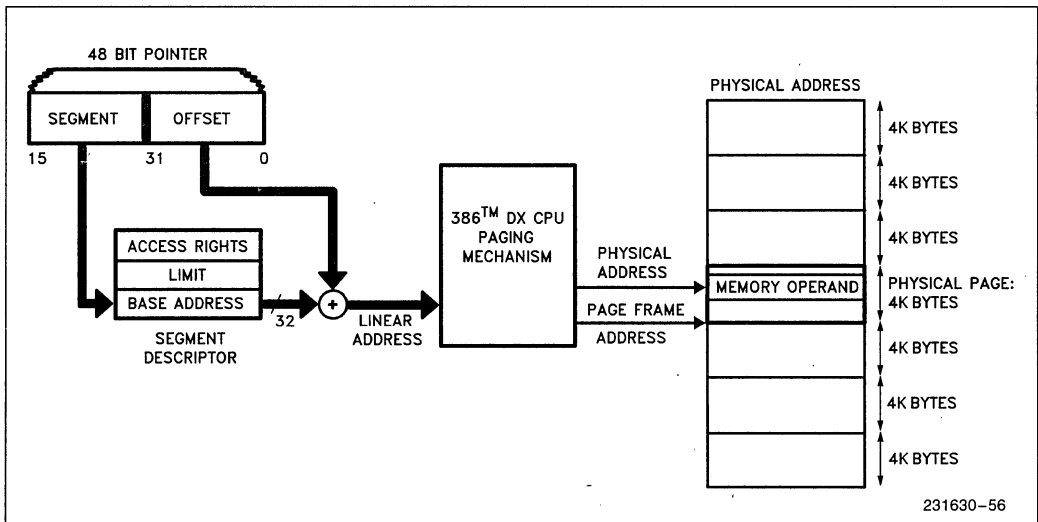 48 BIT POINTER
SEGMENT
OFFSET
15 31 0
ACCESS RIGHTS
LIMIT
BASE ADDRESS
SEGMENT
DESCRIPTOR
32
+
LINEAR
ADDRESS
386™ DX CPU
PAGING
MECHANISM
PHYSICAL
ADDRESS
PAGE FRAME
ADDRESS
PHYSICAL ADDRESS
4K BYTES
4K BYTES
4K BYTES
MEMORY OPERAND
PHYSICAL PAGE:
4K BYTES
4K BYTES
4K BYTES
4K BYTES
231630-56